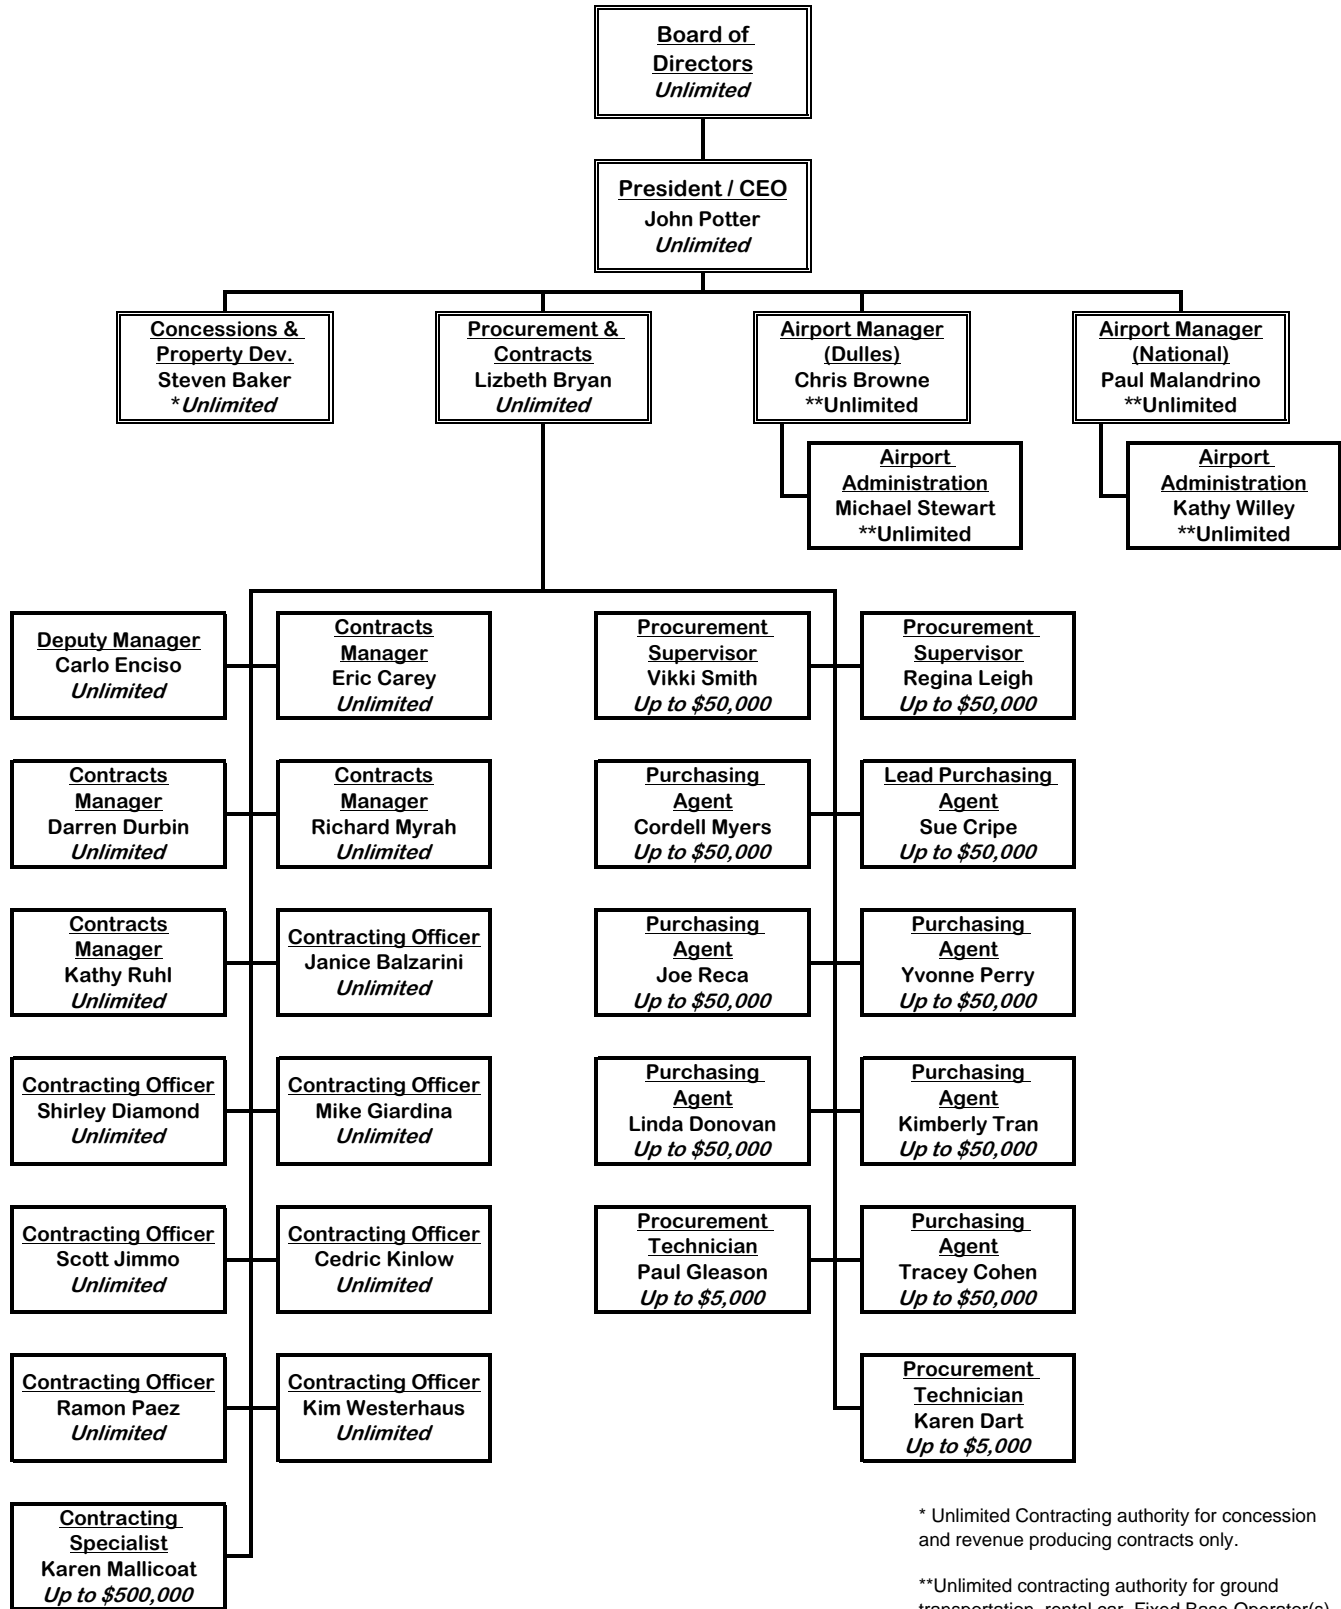 Board of
Directors
Unlimited
President / CEO
John Potter
Unlimited
Concessions &
Property Dev.
Steven Baker
*Unlimited
Procurement &
Contracts
Lizbeth Bryan
Unlimited
Airport Manager
(Dulles)
Chris Browne
**Unlimited
Airport Manager
(National)
Paul Malandrino
**Unlimited
Airport
Administration
Michael Stewart
**Unlimited
Airport
Administration
Kathy Willey
**Unlimited
Deputy Manager
Carlo Enciso
Unlimited
Contracts
Manager
Eric Carey
Unlimited
Procurement
Supervisor
Vikki Smith
Up to $50,000
Procurement
Supervisor
Regina Leigh
Up to $50,000
Contracts
Manager
Darren Durbin
Unlimited
Contracts
Manager
Richard Myrah
Unlimited
Purchasing
Agent
Cordell Myers
Up to $50,000
Lead Purchasing
Agent
Sue Cripe
Up to $50,000
Contracts
Manager
Kathy Ruhl
Unlimited
Contracting Officer
Janice Balzarini
Unlimited
Purchasing
Agent
Joe Reca
Up to $50,000
Purchasing
Agent
Yvonne Perry
Up to $50,000
Contracting Officer
Shirley Diamond
Unlimited
Contracting Officer
Mike Giardina
Unlimited
Purchasing
Agent
Linda Donovan
Up to $50,000
Purchasing
Agent
Kimberly Tran
Up to $50,000
Contracting Officer
Scott Jimmo
Unlimited
Contracting Officer
Cedric Kinlow
Unlimited
Procurement
Technician
Paul Gleason
Up to $5,000
Purchasing
Agent
Tracey Cohen
Up to $50,000
Contracting Officer
Ramon Paez
Unlimited
Contracting Officer
Kim Westerhaus
Unlimited
Procurement
Technician
Karen Dart
Up to $5,000
Contracting
Specialist
Karen Mallicoat
Up to $500,000
* Unlimited Contracting authority for concession
and revenue producing contracts only.
**Unlimited contracting authority for ground
transportation, rental car, Fixed Base Operator(s)